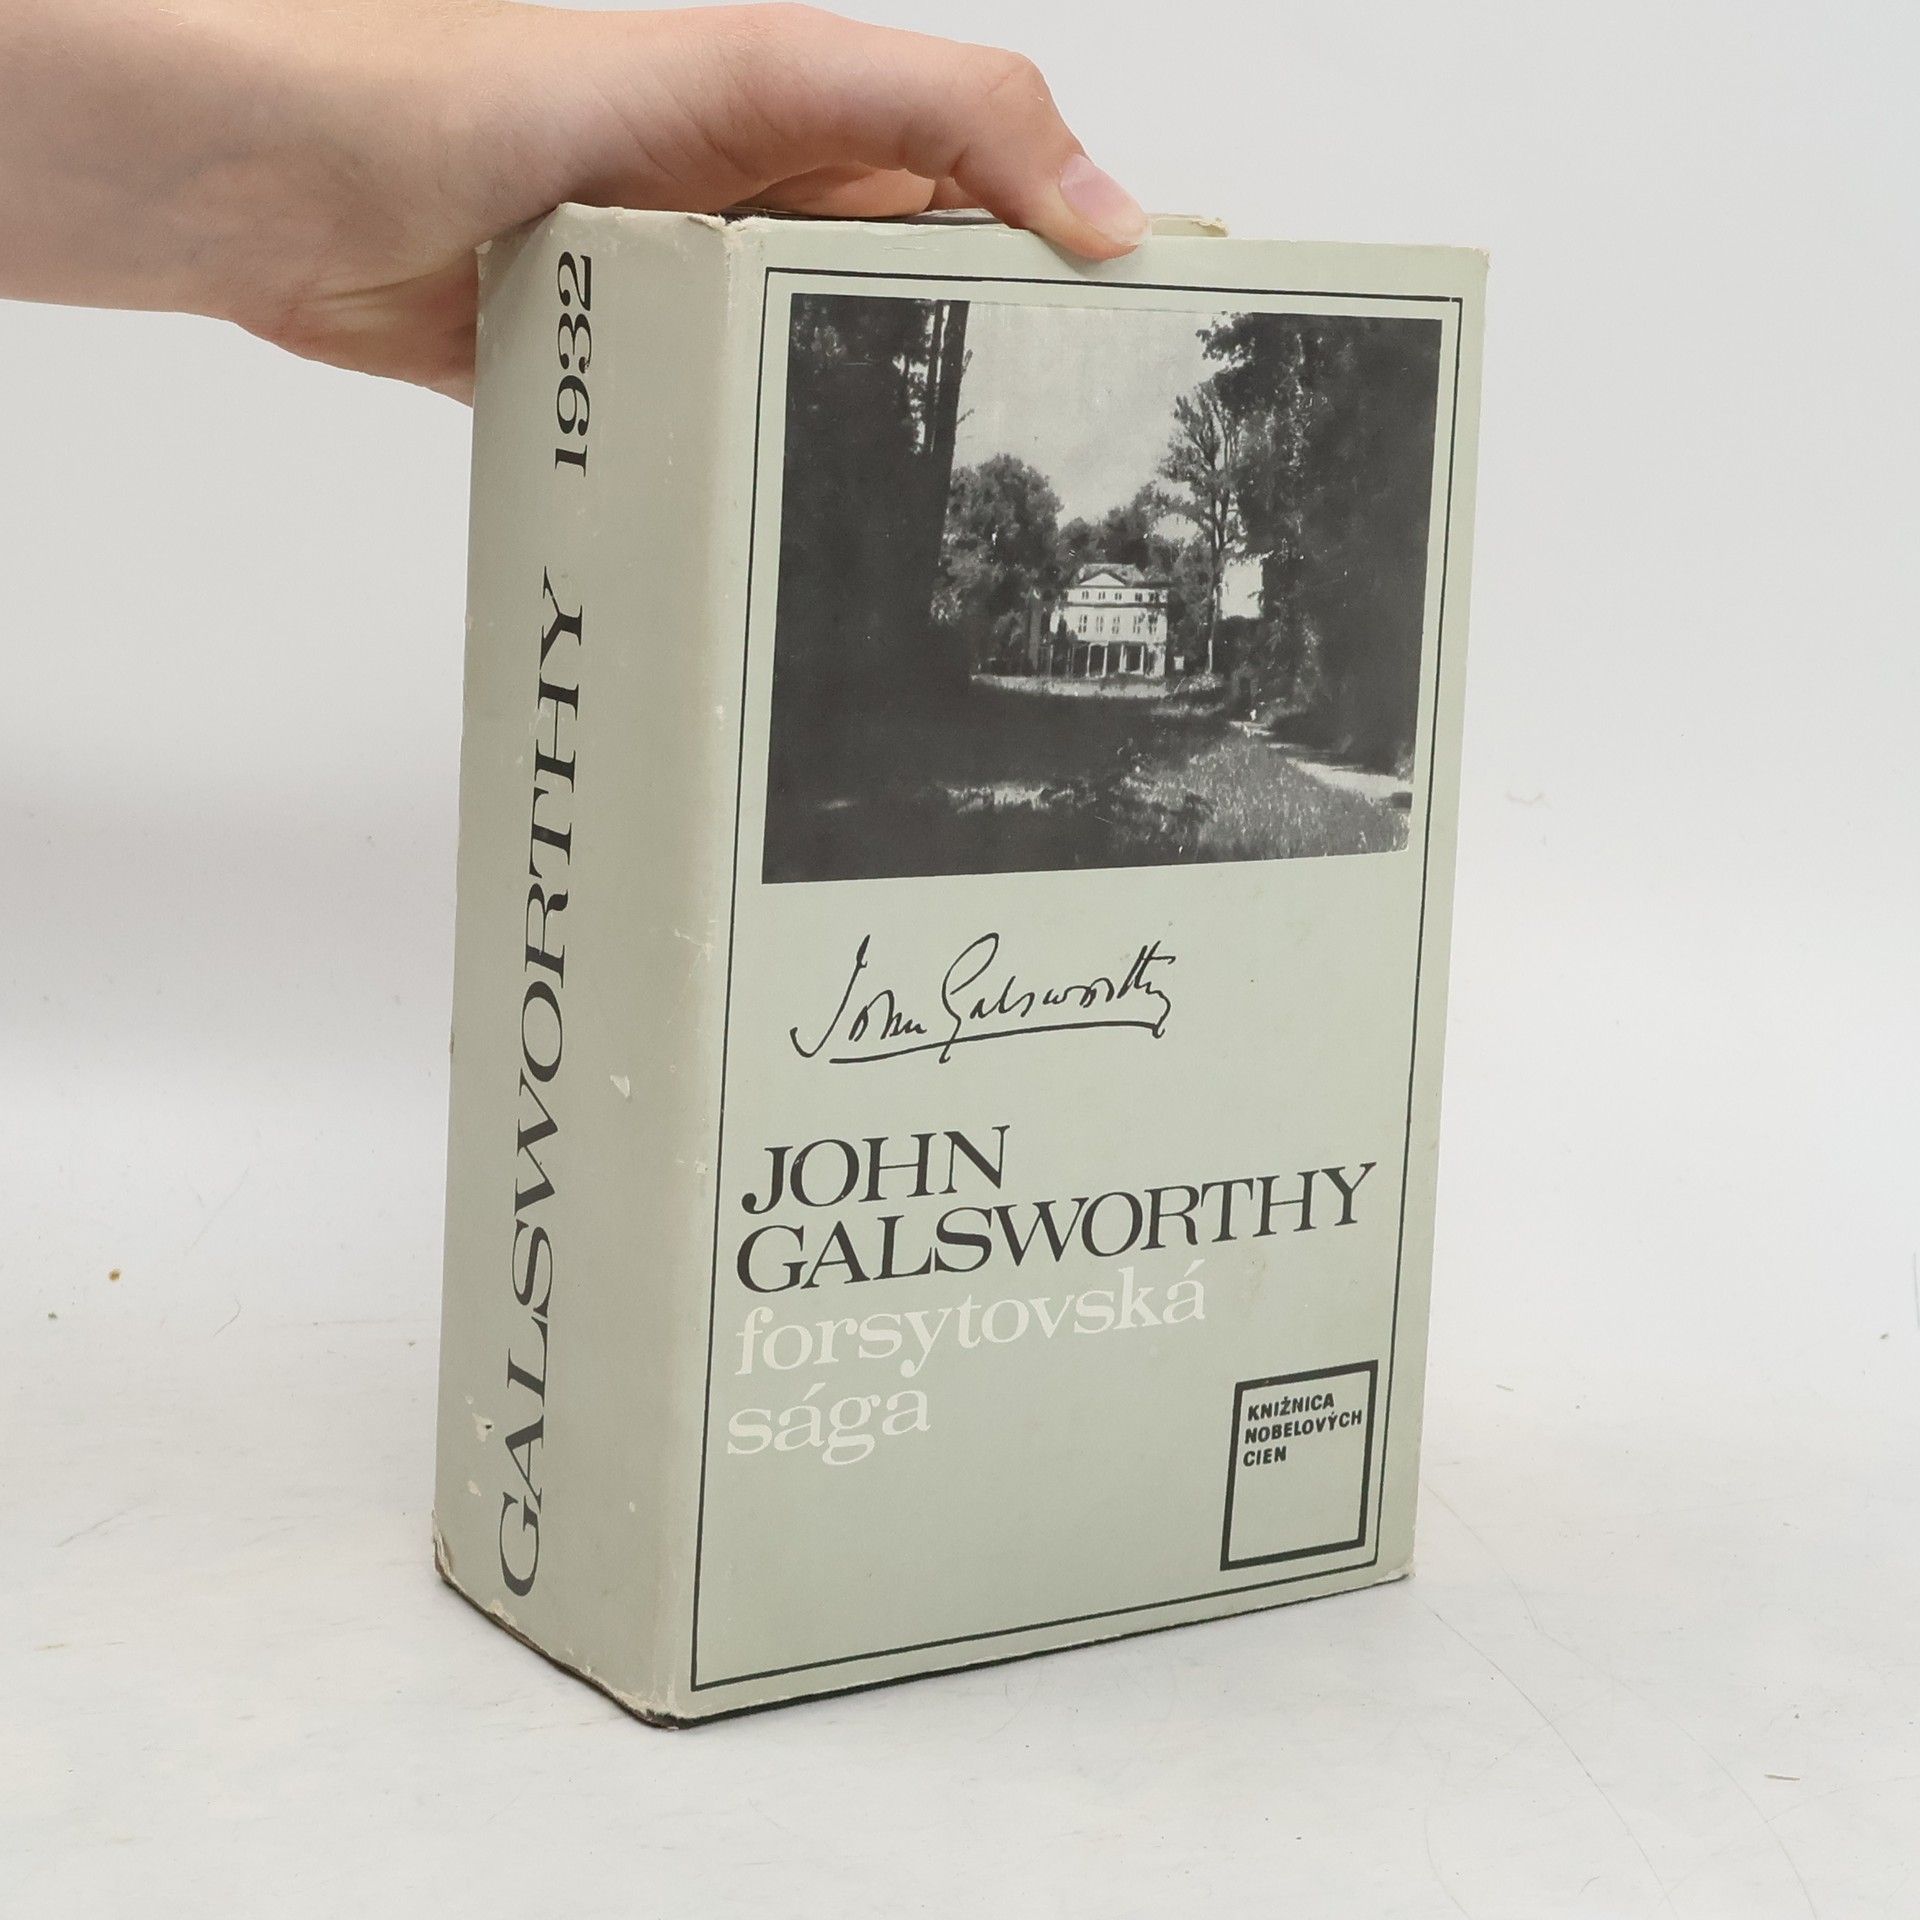 GALSWORTHY 1932
John Galsworthy
JOHN
GALSWORTHY
forsytovská
sága
KNIŽNICA
NOBELOVÝCH
CIEN